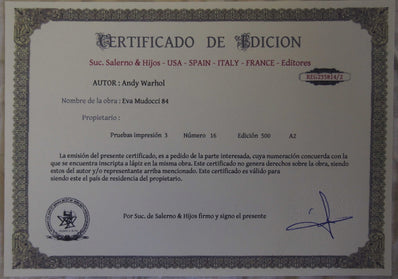 CERTIFICADO DE EDICION
Suc. Salerno & Hijos - USA - SPAIN - ITALY - FRANCE - Editores
AUTOR : Andy Warhol
Nombre de la obra : Eva Mudocci 84
Propietario :
Pruebas impresión 3 Número 16 Edición 500 A2
La emisión del presente certificado, es a pedido de la parte interesada, cuya numeración concuerda con la
que se encuentra inscripta a lápiz en la misma obra. Este certificado no genera derechos sobre la obra, siendo
estos del autor y/o representante arriba mencionado. Este certificado es válido para
siendo este el país de residencia del propietario.
Por Suc. de Salerno & Hijos firmo y signo el presente